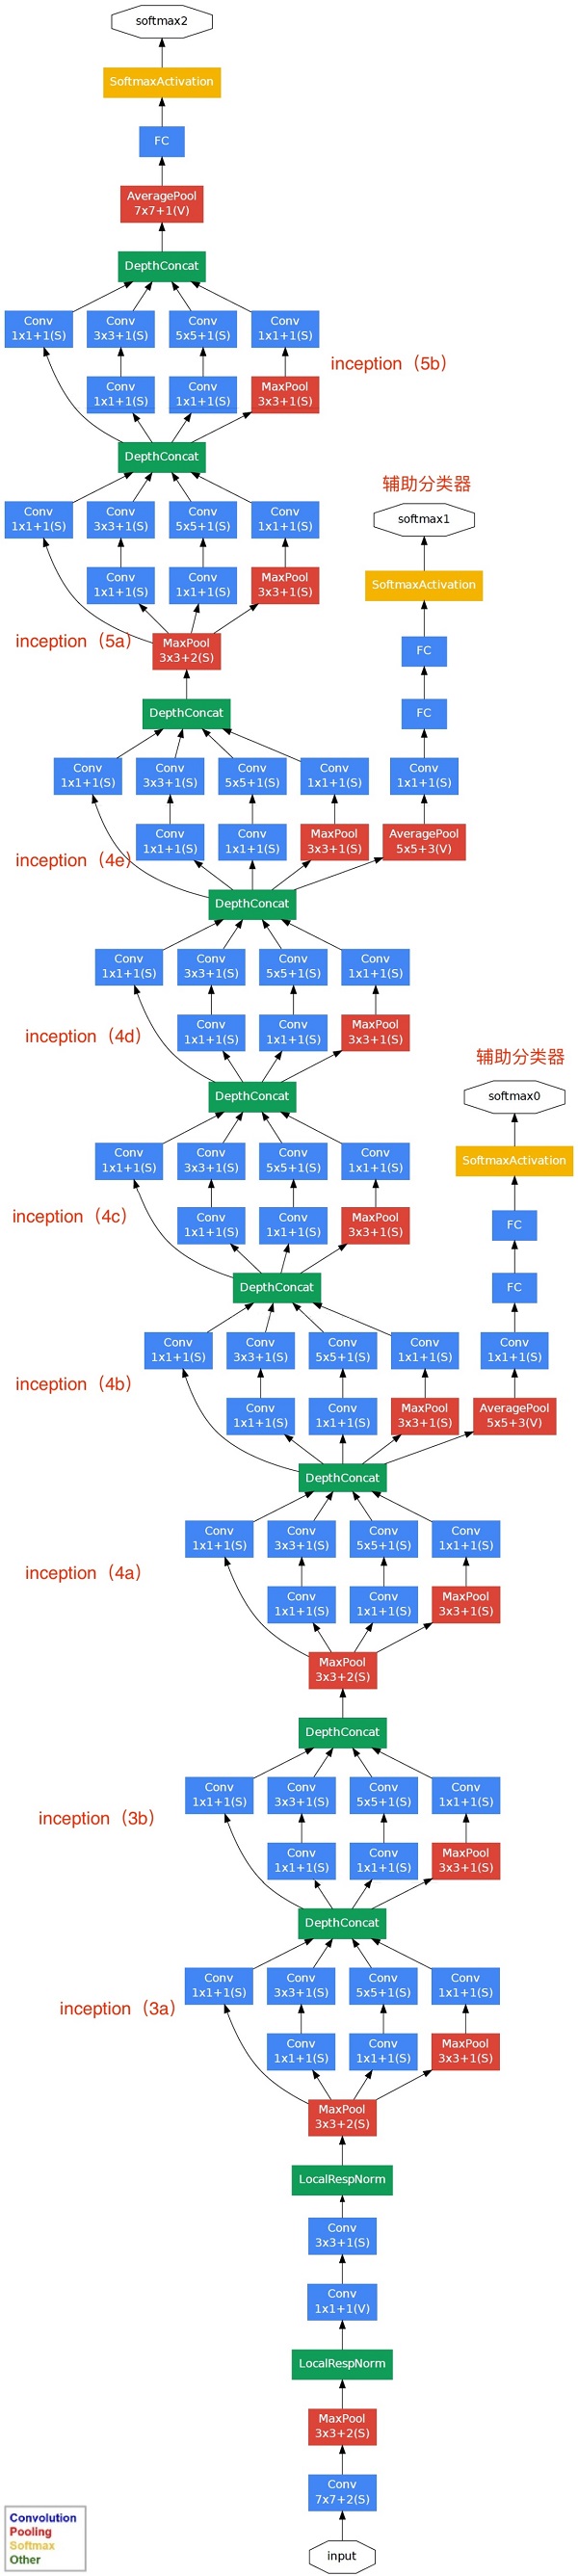 softmax2
SoftmaxActivation
FC
AveragePool
7x7+1(V)
DepthConcat
Conv
1x1+1(S)
Conv
3x3+1(S)
Conv
5x5+1(S)
Conv
1x1+1(S)
inception（5b）
Conv
1x1+1(S)
Conv
1x1+1(S)
MaxPool
3x3+1(S)
DepthConcat
辅助分类器
softmax1
Conv
1x1+1(S)
Conv
3x3+1(S)
Conv
5x5+1(S)
Conv
1x1+1(S)
SoftmaxActivation
Conv
1x1+1(S)
Conv
1x1+1(S)
MaxPool
3x3+1(S)
inception（5a）
MaxPool
3x3+2(S)
FC
DepthConcat
FC
Conv
1x1+1(S)
Conv
3x3+1(S)
Conv
5x5+1(S)
Conv
1x1+1(S)
Conv
1x1+1(S)
inception（4e）
Conv
1x1+1(S)
Conv
1x1+1(S)
MaxPool
3x3+1(S)
AveragePool
5x5+3(V)
DepthConcat
Conv
1x1+1(S)
Conv
3x3+1(S)
Conv
5x5+1(S)
Conv
1x1+1(S)
inception（4d）
Conv
1x1+1(S)
Conv
1x1+1(S)
MaxPool
3x3+1(S)
辅助分类器
DepthConcat
softmax0
Conv
1x1+1(S)
Conv
3x3+1(S)
Conv
5x5+1(S)
Conv
1x1+1(S)
SoftmaxActivation
inception（4c）
Conv
1x1+1(S)
Conv
1x1+1(S)
MaxPool
3x3+1(S)
FC
DepthConcat
FC
Conv
1x1+1(S)
Conv
3x3+1(S)
Conv
5x5+1(S)
Conv
1x1+1(S)
Conv
1x1+1(S)
inception（4b）
Conv
1x1+1(S)
Conv
1x1+1(S)
MaxPool
3x3+1(S)
AveragePool
5x5+3(V)
DepthConcat
Conv
1x1+1(S)
Conv
3x3+1(S)
Conv
5x5+1(S)
Conv
1x1+1(S)
inception（4a）
Conv
1x1+1(S)
Conv
1x1+1(S)
MaxPool
3x3+1(S)
MaxPool
3x3+2(S)
DepthConcat
Conv
1x1+1(S)
Conv
3x3+1(S)
Conv
5x5+1(S)
Conv
1x1+1(S)
inception（3b）
Conv
1x1+1(S)
Conv
1x1+1(S)
MaxPool
3x3+1(S)
DepthConcat
Conv
1x1+1(S)
Conv
3x3+1(S)
Conv
5x5+1(S)
Conv
1x1+1(S)
inception（3a）
Conv
1x1+1(S)
Conv
1x1+1(S)
MaxPool
3x3+1(S)
MaxPool
3x3+2(S)
LocalRespNorm
Conv
3x3+1(S)
Conv
1x1+1(V)
LocalRespNorm
MaxPool
3x3+2(S)
Conv
7x7+2(S)
input
Convolution
Pooling
Softmax
Other